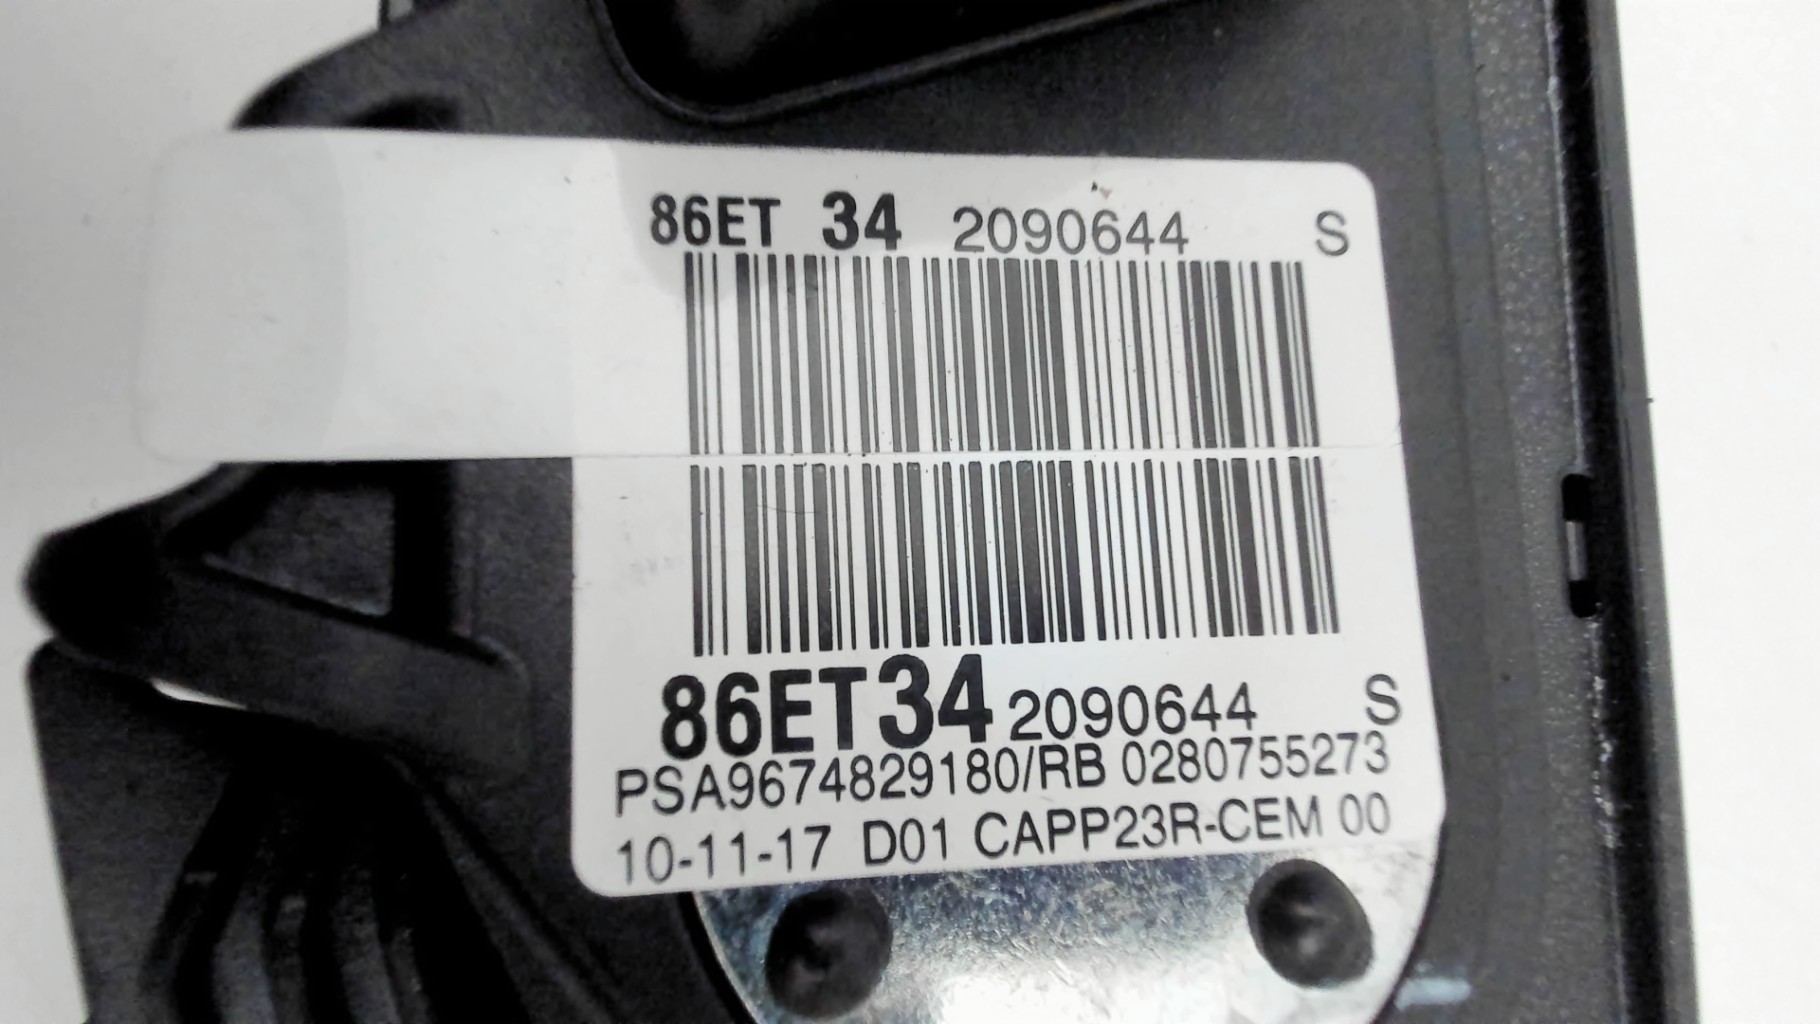 86ET 34 2090644 S
86ET34 2090644 S
PSA9674829180/RB 0280755273
10-11-17 D01 CAPP23R-CEM 00